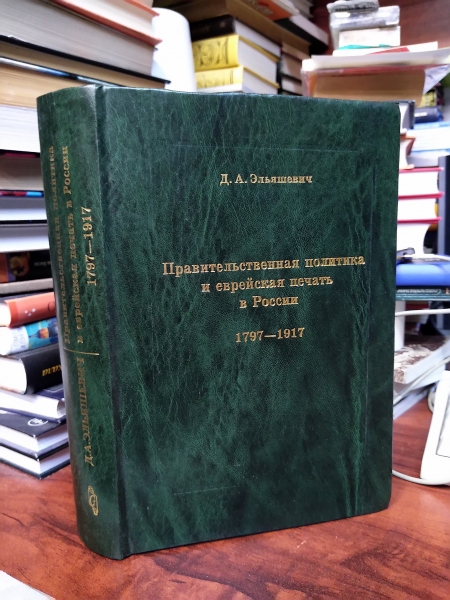 Д. А. Эльяшевич
Правительственная политика
и еврейская печать
в России
1797—1917
Д.А. ЭЛЬЯШЕВИЧ
Правительственная политика
и еврейская печать в России
1797—1917